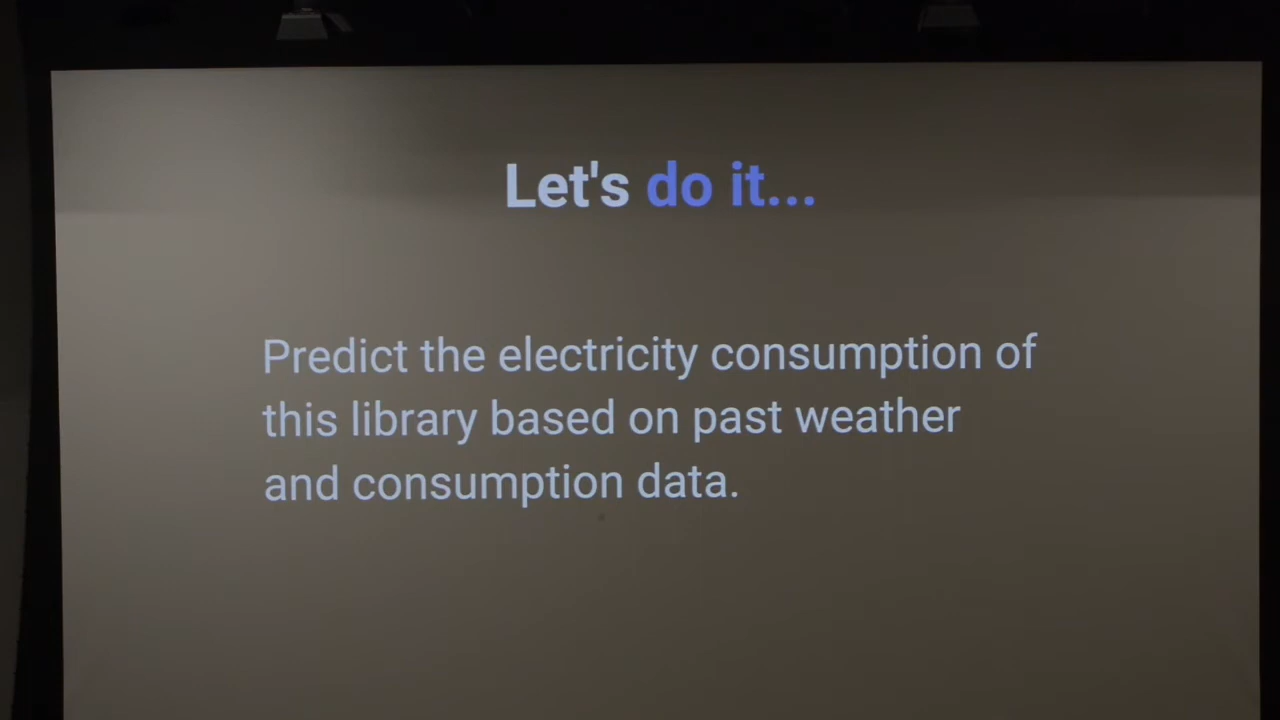 Let's do it...
Predict the electricity consumption of
this library based on past weather
and consumption data.